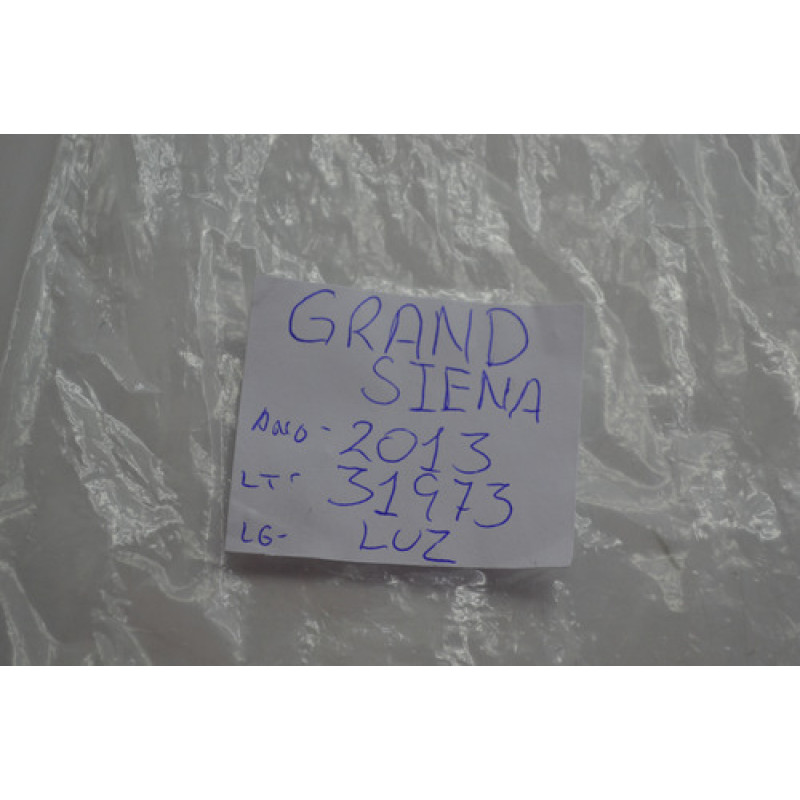 GRAND
SIENA
ANO- 2013
LT- 31973
LG- LUZ